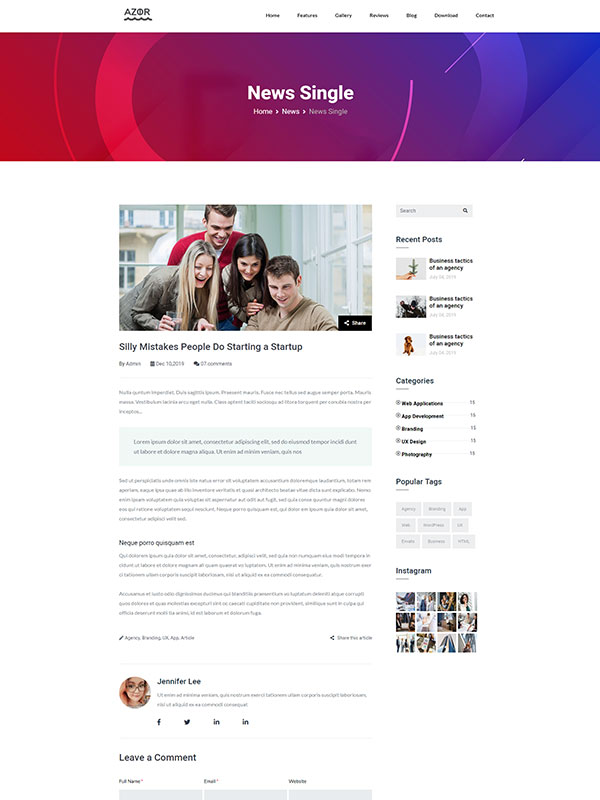 AZOR
Home Features Gallery Reviews Blog Download Contact
News Single
Home > News > News Single
Share
Silly Mistakes People Do Starting a Startup
By Admin Dec 10,2019 07 comments
Nulla quntum imperdiet. Duis sagittis ipsum. Praesent mauris. Fusce nec tellus sed augue semper porta. Mauris
massa. Vestibulum lacinia arcu eget nulla. Class aptent taciti sociosqu ad litora torquent per conubia nostra per
inceptos...
Lorem ipsum dolor sit amet, consectetur adipiscing elit, sed do eiusmod tempor incidi dunt
ut labore et dolore magna aliqua. Ut enim ad minim veniam, quis nos
Sed ut perspiciatis unde omnis iste natus error sit voluptatem accusantium doloremque laudantium, totam rem
aperiam, eaque ipsa quae ab illo inventore veritatis et quasi architecto beatae vitae dicta sunt explicabo. Nemo
enim ipsam voluptatem quia voluptas sit aspernatur aut odit aut fugit, sed quia conse quuntur magni dolores
eos qui ratione voluptatem sequi nesciunt. Neque porro quisquam est, qui dolor em ipsum quia dolor sit amet,
consectetur adipisci velit sed.
Neque porro quisquam est
Qui dolorem ipsum quia dolor sit amet, consectetur, adipisci velit, sed quia non numquam eius modi tempora in
cidunt ut labore et dolore magnam ali quam quaerat vo luptatem. Ut enim ad minima veniam, quis nostrum exer
ci tationem ullam corporis suscipit laboriosam, nisi ut aliquid ex ea commodi consequatur.
Accusamus et iusto odio dignissimos ducimus qui blanditiis praesentium vo luptatum deleniti atque corrupti
quos dolores et quas molestias excepturi sint oc caecati cupiditate non provident, similique sunt in culpa qui
officia deserunt molli tia animi, id est laborum et dolorum fuga.
Agency, Branding, UX, App, Article Share this article
Jennifer Lee
Ut enim ad minima veniam, quis nostrum exerci tationem ullam corporis suscipit laboriosam,
nisi ut aliquid ex ea commodi consequat
Leave a Comment
Full Name * Email * Website
Search
Recent Posts
Business tactics
of an agency
July 04, 2019
Business tactics
of an agency
July 04, 2019
Business tactics
of an agency
July 04, 2019
Categories
Web Applications 15
App Development 15
Branding 15
UX Design 15
Photography 15
Popular Tags
Agency Branding App
Web WordPress UX
Emails Business HTML
Instagram